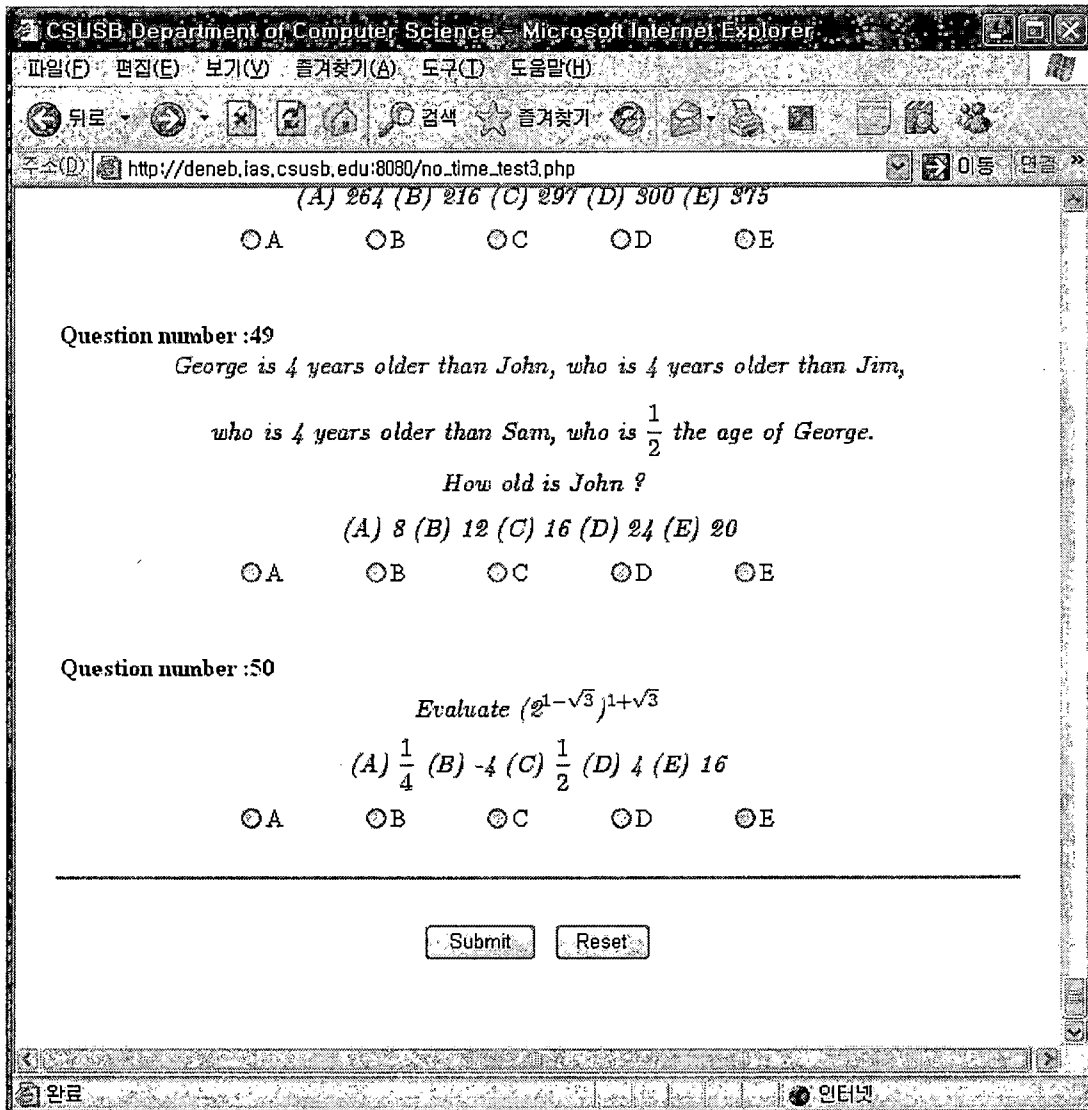 CSUSB Department of Computer Science - Microsoft Internet Explorer
파일(F) 편집(E) 보기(V) 즐겨찾기(A) 도구(T) 도움말(H)
뒤로 검색 즐겨찾기
주소(D) http://deneb.ias.csusb.edu:8080/no_time_test3.php 이동 연결 »
(A) 264 (B) 216 (C) 297 (D) 300 (E) 375
A B C D E
Question number :49
George is 4 years older than John, who is 4 years older than Jim,
who is 4 years older than Sam, who is 1/2 the age of George.
How old is John ?
(A) 8 (B) 12 (C) 16 (D) 24 (E) 20
A B C D E
Question number :50
Evaluate (2^{1-√3})^{1+√3}
(A) 1/4 (B) -4 (C) 1/2 (D) 4 (E) 16
A B C D E
Submit Reset
완료 인터넷